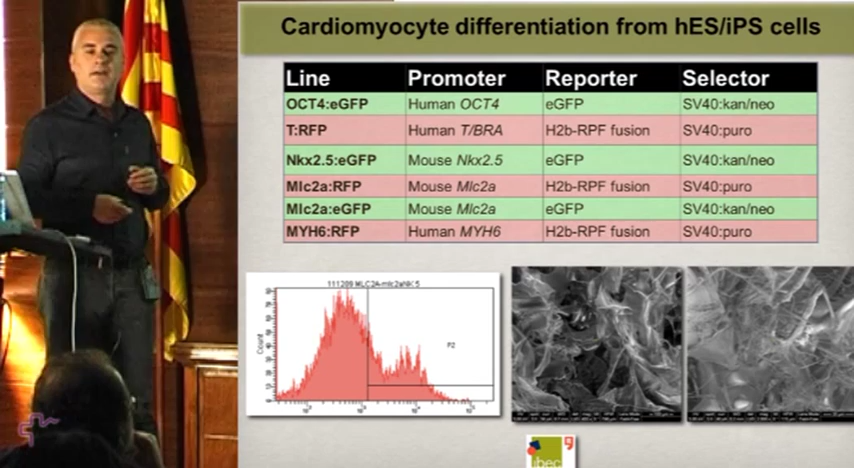 Cardiomyocyte differentiation from hES/iPS cells
Line Promoter Reporter Selector
OCT4:eGFP Human OCT4 eGFP SV40:kan/neo
T:RFP Human T/BRA H2b-RPF fusion SV40:puro
Nkx2.5:eGFP Mouse Nkx2.5 eGFP SV40:kan/neo
Mlc2a:RFP Mouse Mlc2a H2b-RPF fusion SV40:puro
Mlc2a:eGFP Mouse Mlc2a eGFP SV40:kan/neo
MYH6:RFP Human MYH6 H2b-RPF fusion SV40:puro
Count
P2
ibec